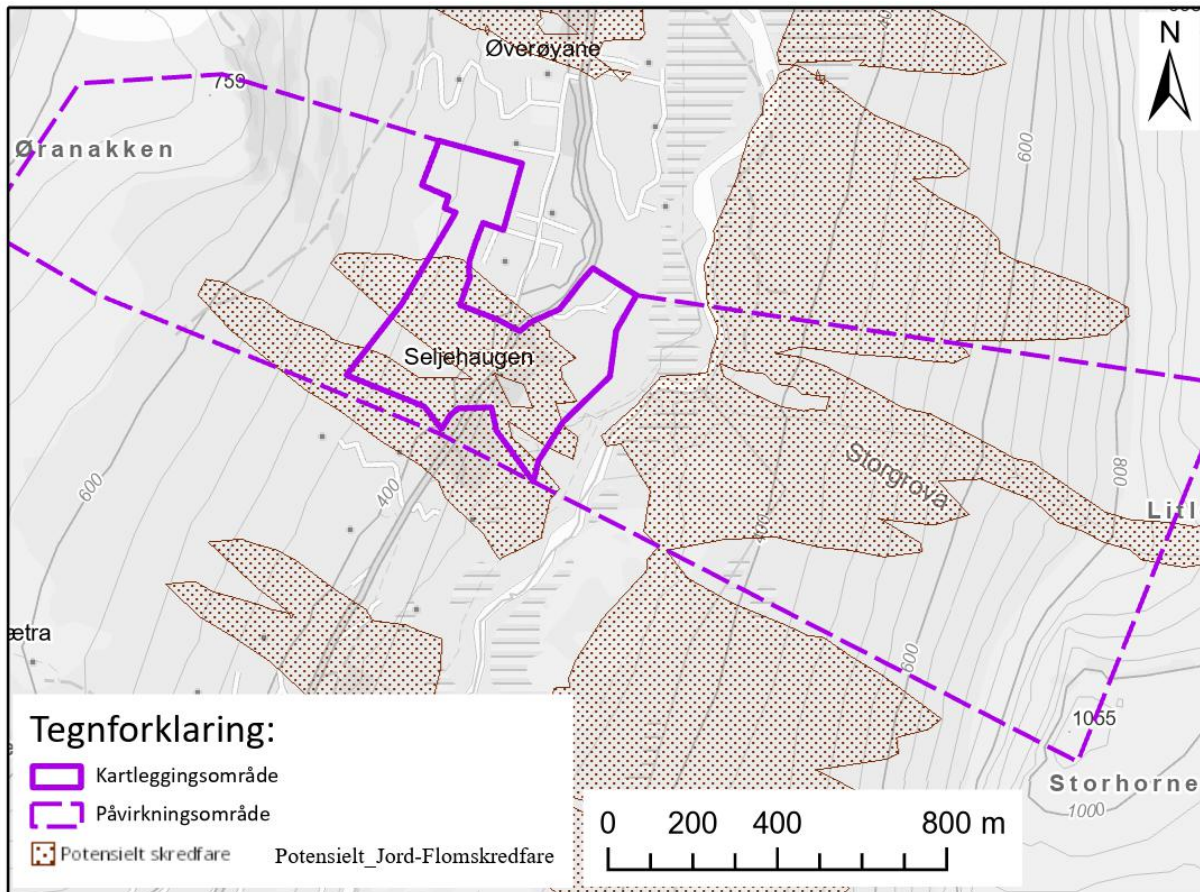 Øverøyane
N
759
Øranakken
600
Seljehaugen
Storgrova
600
400
400
800
Litl
ætra
600
1065
Storhorne
1000
Tegnforklaring:
Kartleggingsområde
Påvirkningsområde
Potensielt skredfare Potensielt_Jord-Flomskredfare
0 200 400 800 m